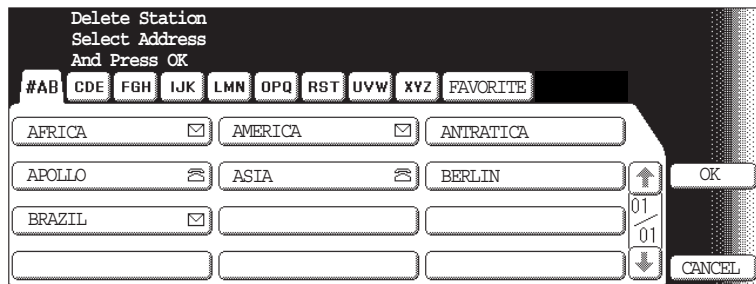 Delete Station
Select Address
And Press OK
#AB CDE FGH IJK LMN OPQ RST UVW XYZ FAVORITE
AFRICA AMERICA ANTRATICA
APOLLO ASIA BERLIN OK
BRAZIL 01/01
CANCEL